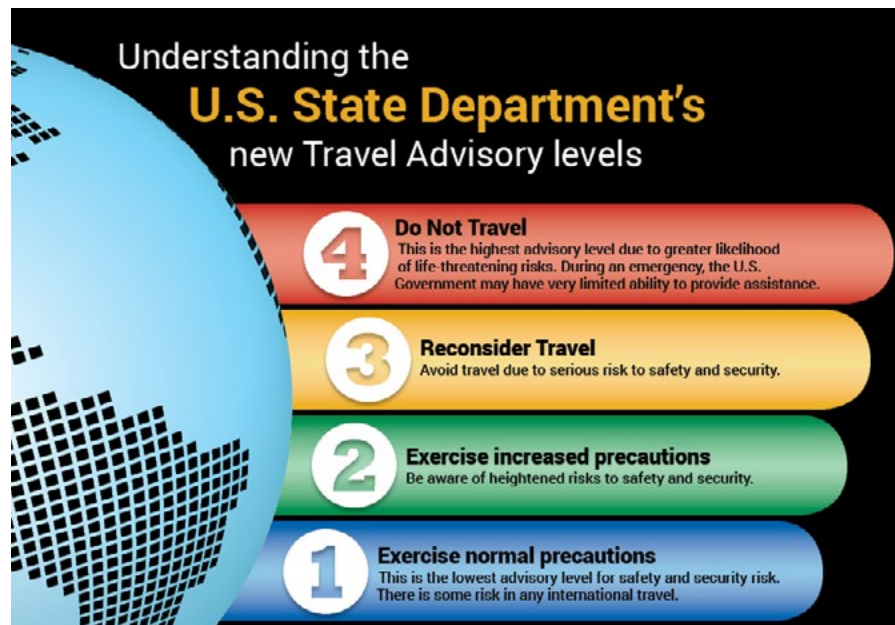 Understanding the
U.S. State Department's
new Travel Advisory levels
4
Do Not Travel
This is the highest advisory level due to greater likelihood
of life-threatening risks. During an emergency, the U.S.
Government may have very limited ability to provide assistance.
3
Reconsider Travel
Avoid travel due to serious risk to safety and security.
2
Exercise increased precautions
Be aware of heightened risks to safety and security.
1
Exercise normal precautions
This is the lowest advisory level for safety and security risk.
There is some risk in any international travel.